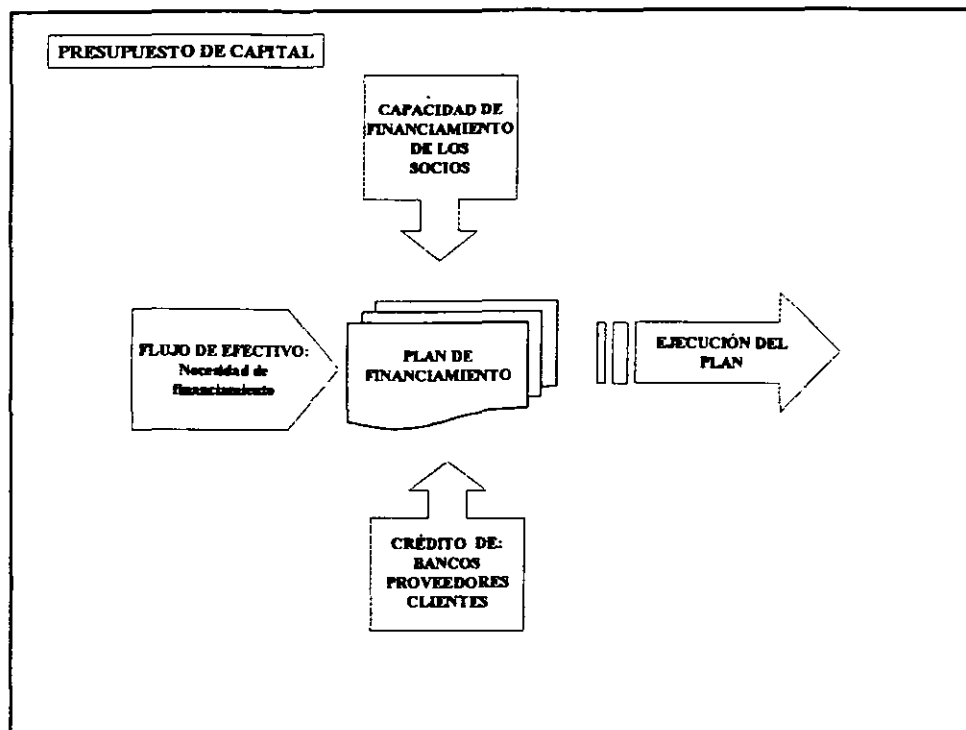 PRESUPUESTO DE CAPITAL
CAPACIDAD DE
FINANCIAMIENTO
DE LOS
SOCIOS
FLUJO DE EFECTIVO:
Necesidad de
financiamiento
PLAN DE
FINANCIAMIENTO
EJECUCIÓN DEL
PLAN
CRÉDITO DE:
BANCOS
PROVEEDORES
CLIENTES